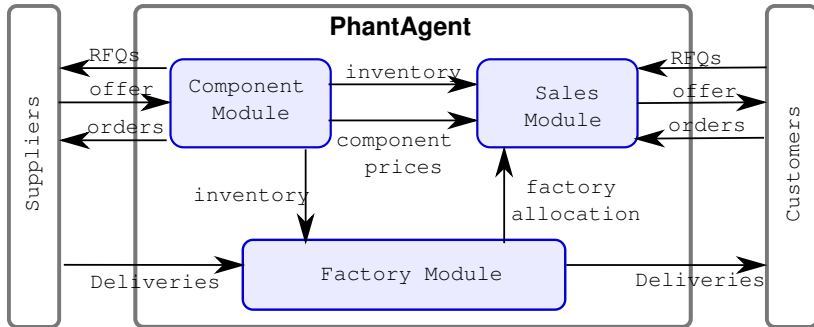 PhantAgent
RFQs
offer
orders
Suppliers
Component
Module
inventory
component
prices
Sales
Module
RFQs
offer
orders
Customers
inventory
factory
allocation
Deliveries
Factory Module
Deliveries